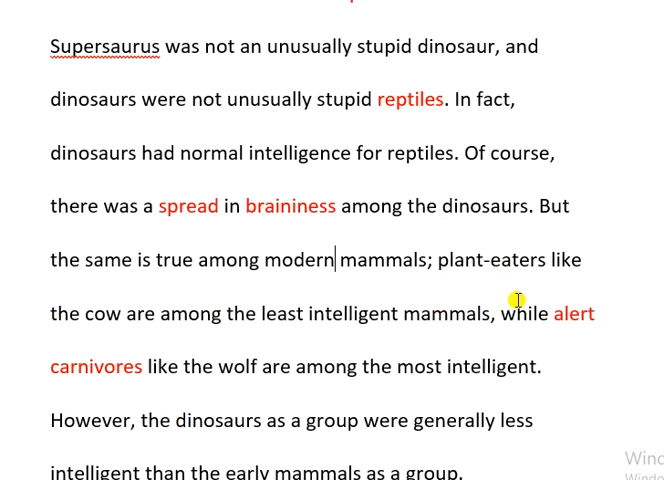 Supersaurus was not an unusually stupid dinosaur, and
dinosaurs were not unusually stupid reptiles. In fact,
dinosaurs had normal intelligence for reptiles. Of course,
there was a spread in braininess among the dinosaurs. But
the same is true among modern mammals; plant-eaters like
the cow are among the least intelligent mammals, while alert
carnivores like the wolf are among the most intelligent.
However, the dinosaurs as a group were generally less
intelligent than the early mammals as a group.